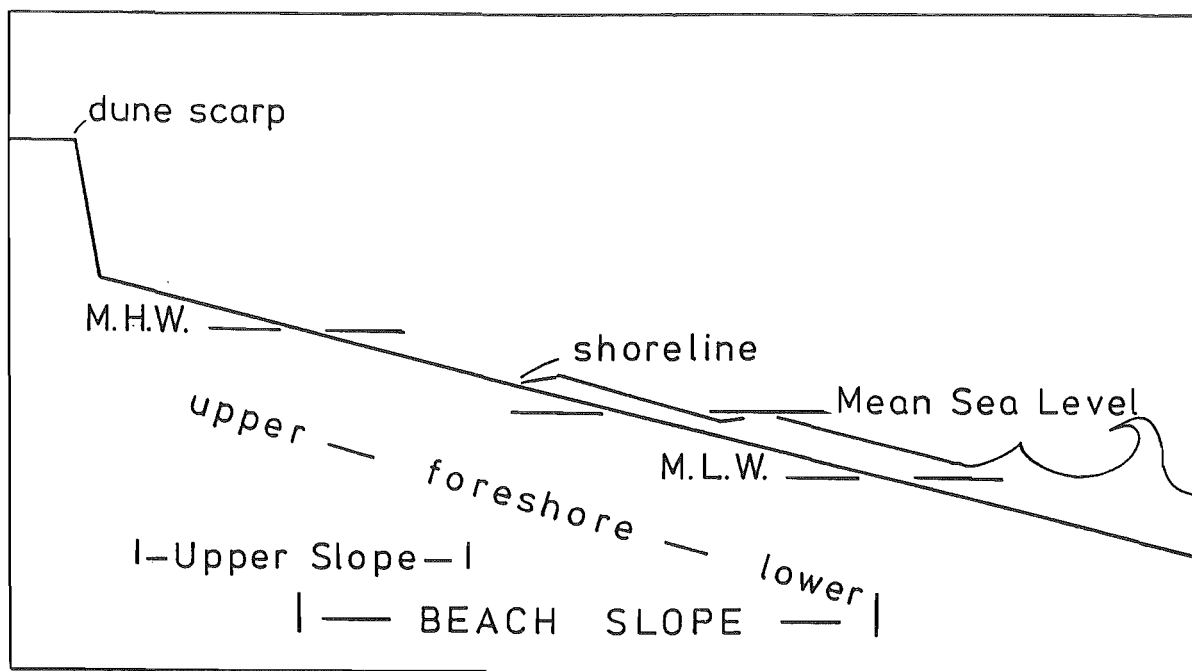 dune scarp
M.H.W.
shoreline
Mean Sea Level
M.L.W.
upper — foreshore — lower
Upper Slope
BEACH SLOPE